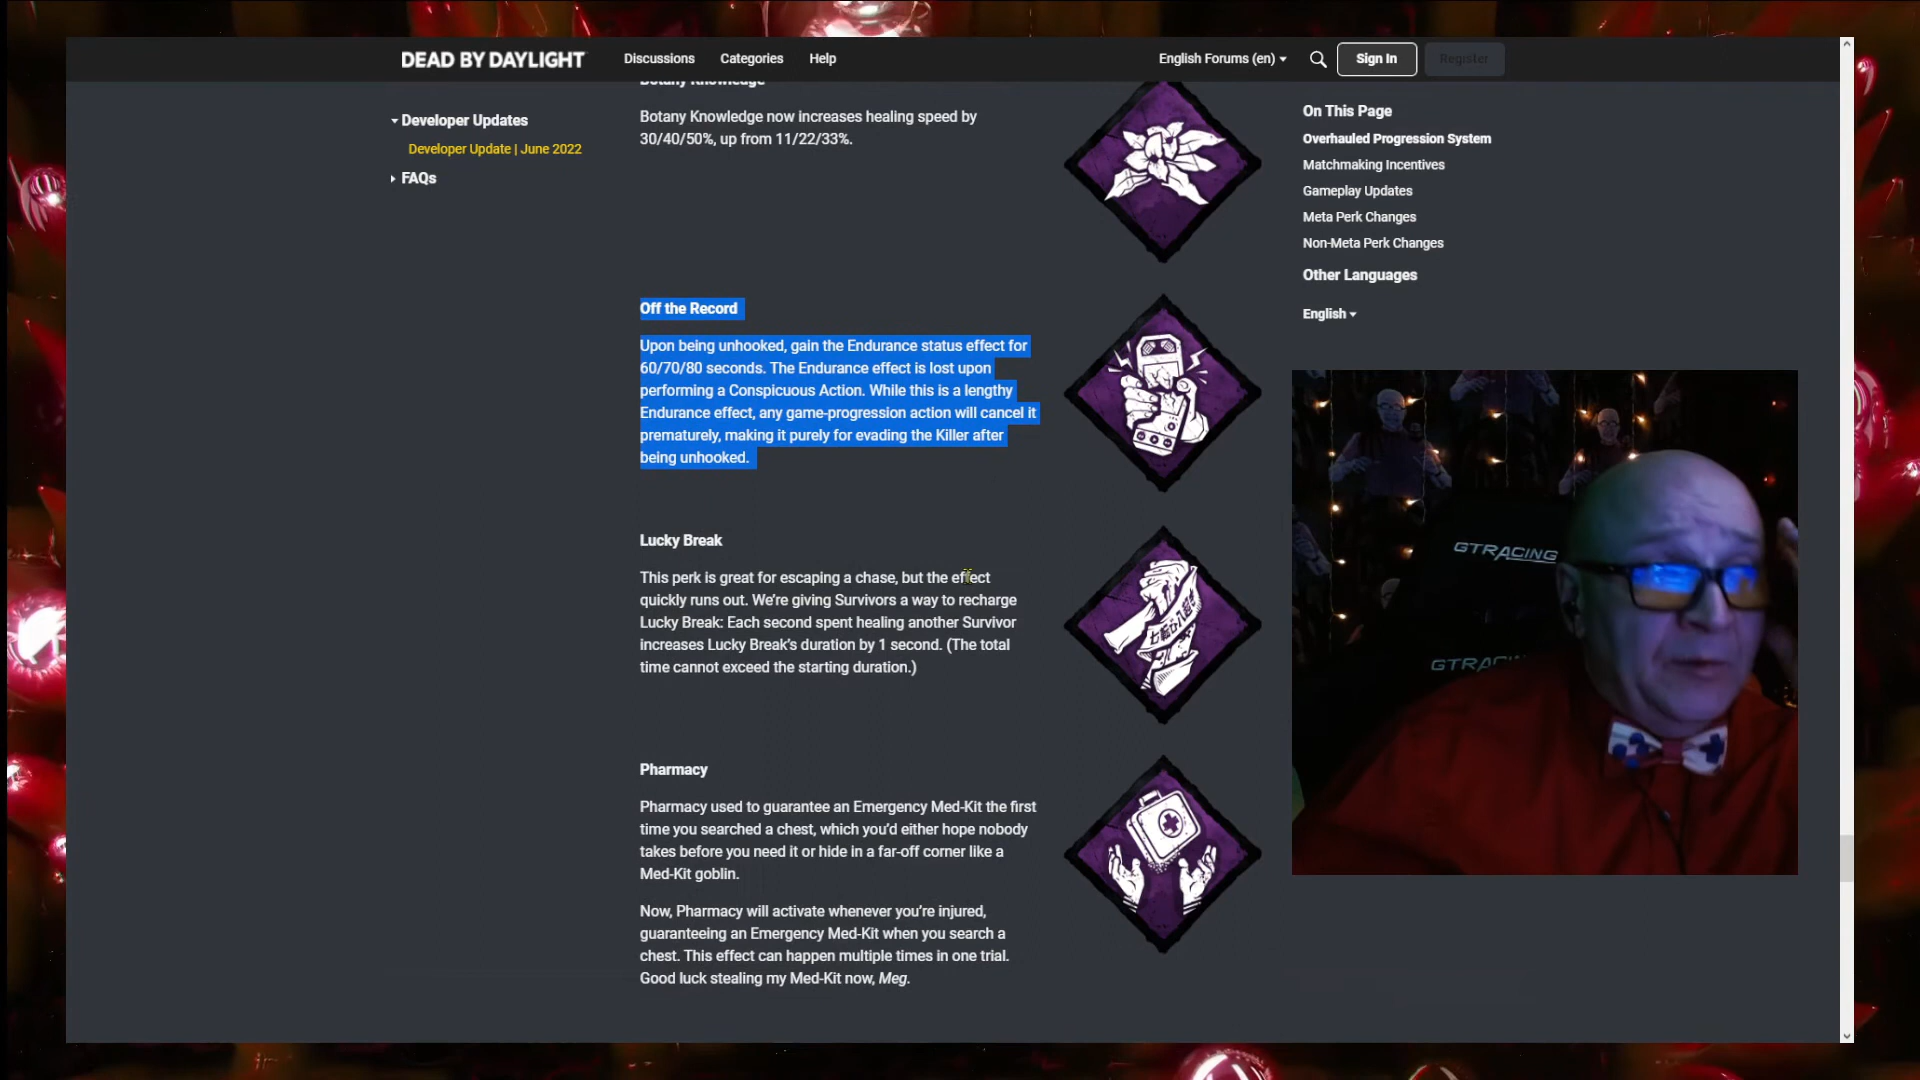 DEAD BY DAYLIGHT
Discussions
Categories
Help
English Forums (en)
Sign In
Register
Developer Updates
Developer Update | June 2022
FAQs
Botany Knowledge
Botany Knowledge now increases healing speed by
30/40/50%, up from 11/22/33%.
Off the Record
Upon being unhooked, gain the Endurance status effect for
60/70/80 seconds. The Endurance effect is lost upon
performing a Conspicuous Action. While this is a lengthy
Endurance effect, any game-progression action will cancel it
prematurely, making it purely for evading the Killer after
being unhooked.
Lucky Break
This perk is great for escaping a chase, but the effect
quickly runs out. We’re giving Survivors a way to recharge
Lucky Break: Each second spent healing another Survivor
increases Lucky Break’s duration by 1 second. (The total
time cannot exceed the starting duration.)
Pharmacy
Pharmacy used to guarantee an Emergency Med-Kit the first
time you searched a chest, which you’d either hope nobody
takes before you need it or hide in a far-off corner like a
Med-Kit goblin.
Now, Pharmacy will activate whenever you’re injured,
guaranteeing an Emergency Med-Kit when you search a
chest. This effect can happen multiple times in one trial.
Good luck stealing my Med-Kit now, Meg.
On This Page
Overhauled Progression System
Matchmaking Incentives
Gameplay Updates
Meta Perk Changes
Non-Meta Perk Changes
Other Languages
English
GTRACING